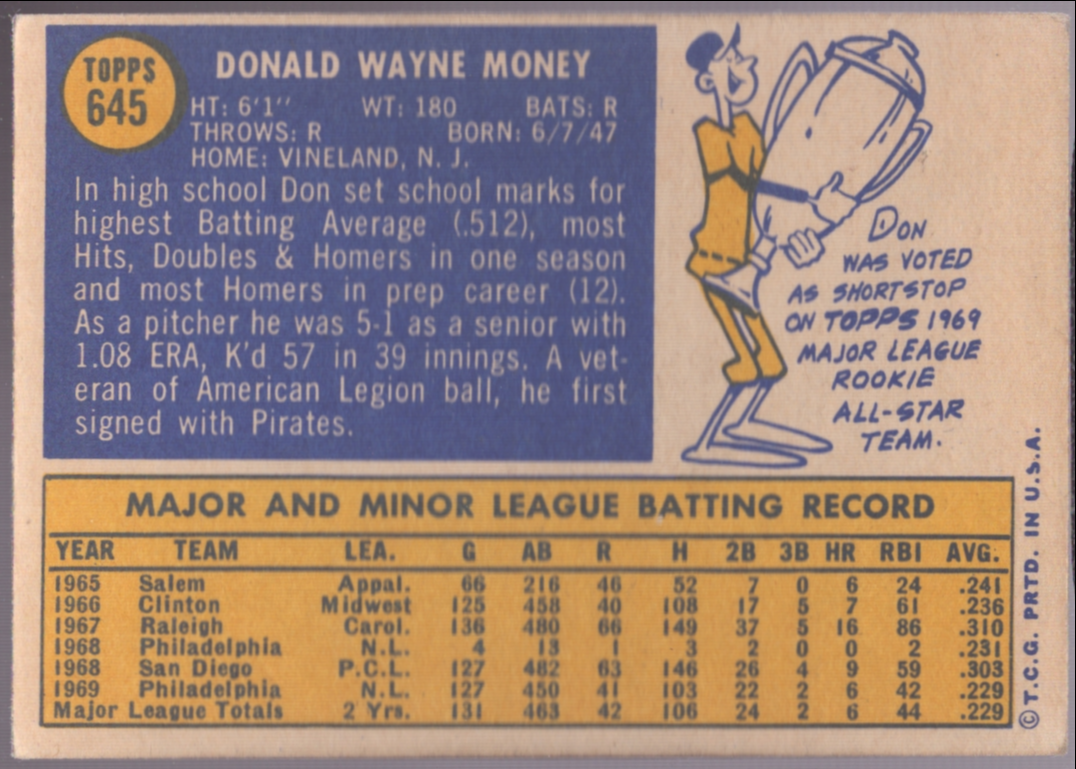 TOPPS
645
DONALD WAYNE MONEY
HT: 6'1" WT: 180 BATS: R
THROWS: R BORN: 6/7/47
HOME: VINELAND, N. J.
In high school Don set school marks for
highest Batting Average (.512), most
Hits, Doubles & Homers in one season
and most Homers in prep career (12).
As a pitcher he was 5-1 as a senior with
1.08 ERA, K'd 57 in 39 innings. A vet-
eran of American Legion ball, he first
signed with Pirates.
DON
WAS VOTED
AS SHORTSTOP
ON TOPPS 1969
MAJOR LEAGUE
ROOKIE
ALL-STAR
TEAM.
MAJOR AND MINOR LEAGUE BATTING RECORD
YEAR TEAM LEA. G AB R H 2B 3B HR RBI AVG.
1965 Salem Appal. 66 216 46 52 7 0 6 24 .241
1966 Clinton Midwest 125 458 40 108 17 5 7 61 .236
1967 Raleigh Carol. 136 480 66 149 37 5 16 86 .310
1968 Philadelphia N.L. 4 13 1 3 2 0 0 2 .231
1968 San Diego P.C.L. 127 482 63 146 26 4 9 59 .303
1969 Philadelphia N.L. 127 450 41 103 22 2 6 42 .229
Major League Totals 2 Yrs. 131 463 42 106 24 2 6 44 .229
© T.C.G. PRTD. IN U.S.A.